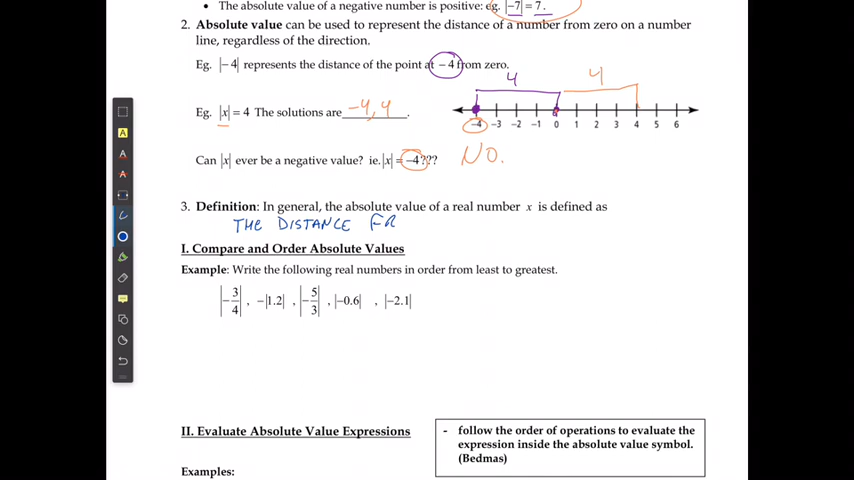 • The absolute value of a negative number is positive: eg. |−7| = 7.
2. Absolute value can be used to represent the distance of a number from zero on a number
line, regardless of the direction.
Eg. |−4| represents the distance of the point at −4 from zero.
4 4
Eg. |x| = 4 The solutions are −4, 4.
−4 −3 −2 −1 0 1 2 3 4 5 6
Can |x| ever be a negative value? ie. |x| = −4??? NO.
3. Definition: In general, the absolute value of a real number x is defined as
THE DISTANCE FR
I. Compare and Order Absolute Values
Example: Write the following real numbers in order from least to greatest.
|−3/4|, −|1.2|, |−5/3|, |−0.6|, |−2.1|
II. Evaluate Absolute Value Expressions
- follow the order of operations to evaluate the
expression inside the absolute value symbol.
(Bedmas)
Examples: